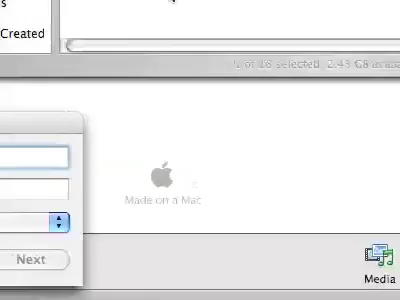 s
Created
1 of 18 selected, 2.43 GB
Made on a Mac
Next
Media